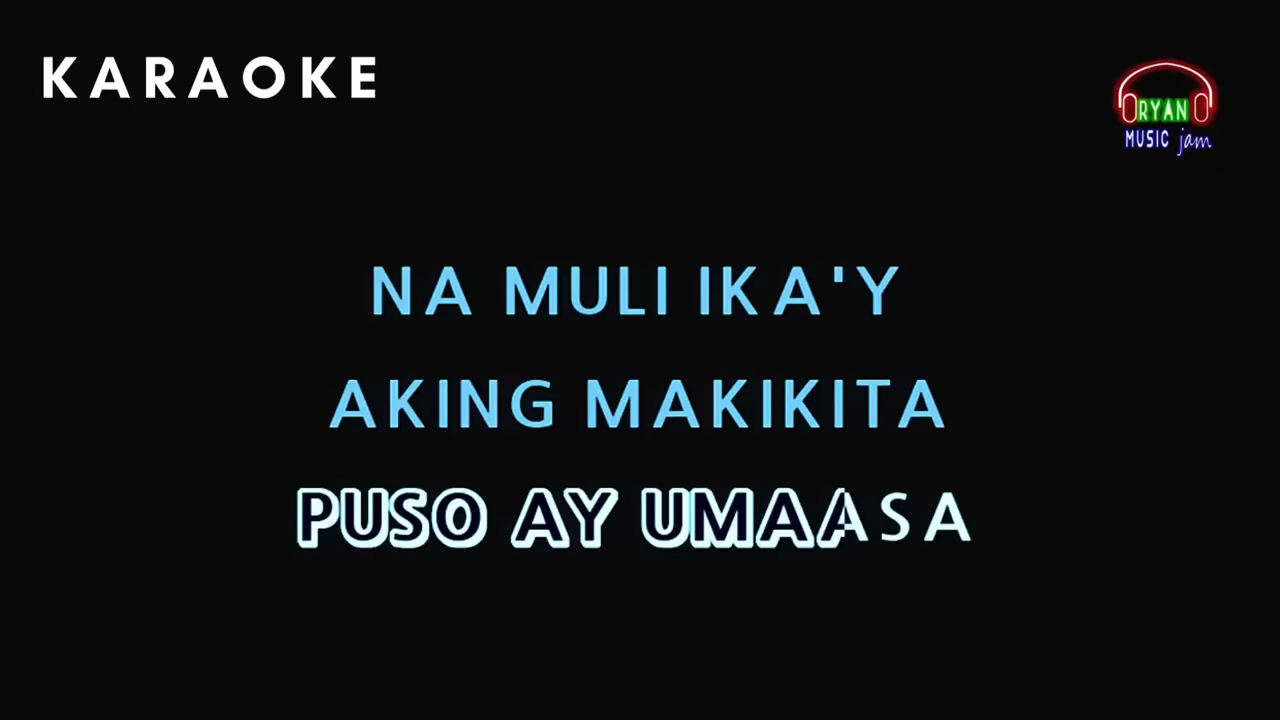 KARAOKE
RYAN
MUSIC jam
NA MULI IKA'Y
AKING MAKIKITA
PUSO AY UMAASA